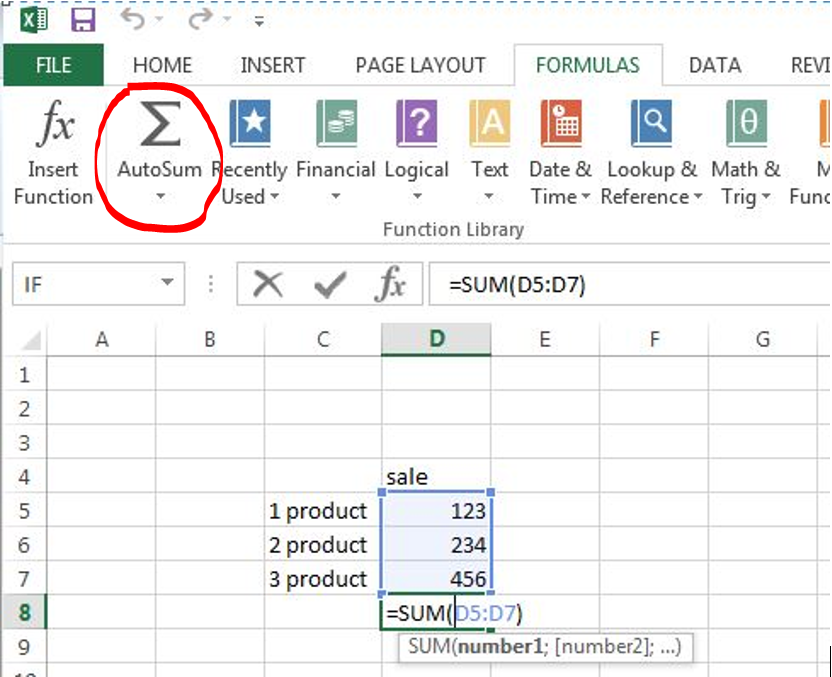 FILE HOME INSERT PAGE LAYOUT FORMULAS DATA REVI
fx Σ ? A θ
Insert AutoSum Recently Financial Logical Text Date & Lookup & Math & M
Function Used Time Reference Trig Func
Function Library
IF fx =SUM(D5:D7)
A B C D E F G
1
2
3
4 sale
5 1 product 123
6 2 product 234
7 3 product 456
8 =SUM(D5:D7)
9 SUM(number1; [number2]; ...)